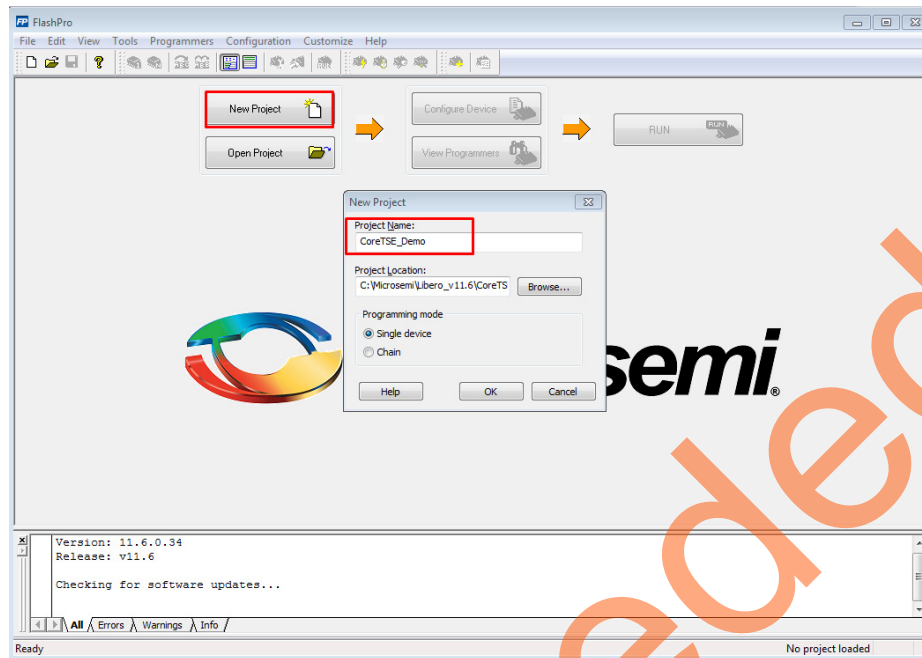 FP FlashPro
File Edit View Tools Programmers Configuration Customize Help
New Project
Configure Device
RUN
RUN
Open Project
View Programmers
New Project
Project Name:
CoreTSE_Demo
Project Location:
C:\Microsemi\Libero_v11.6\CoreTS
Browse...
Programming mode
Single device
Chain
Help
OK
Cancel
semi®
Version: 11.6.0.34
Release: v11.6
Checking for software updates...
All Errors Warnings Info
Ready
No project loaded
ded